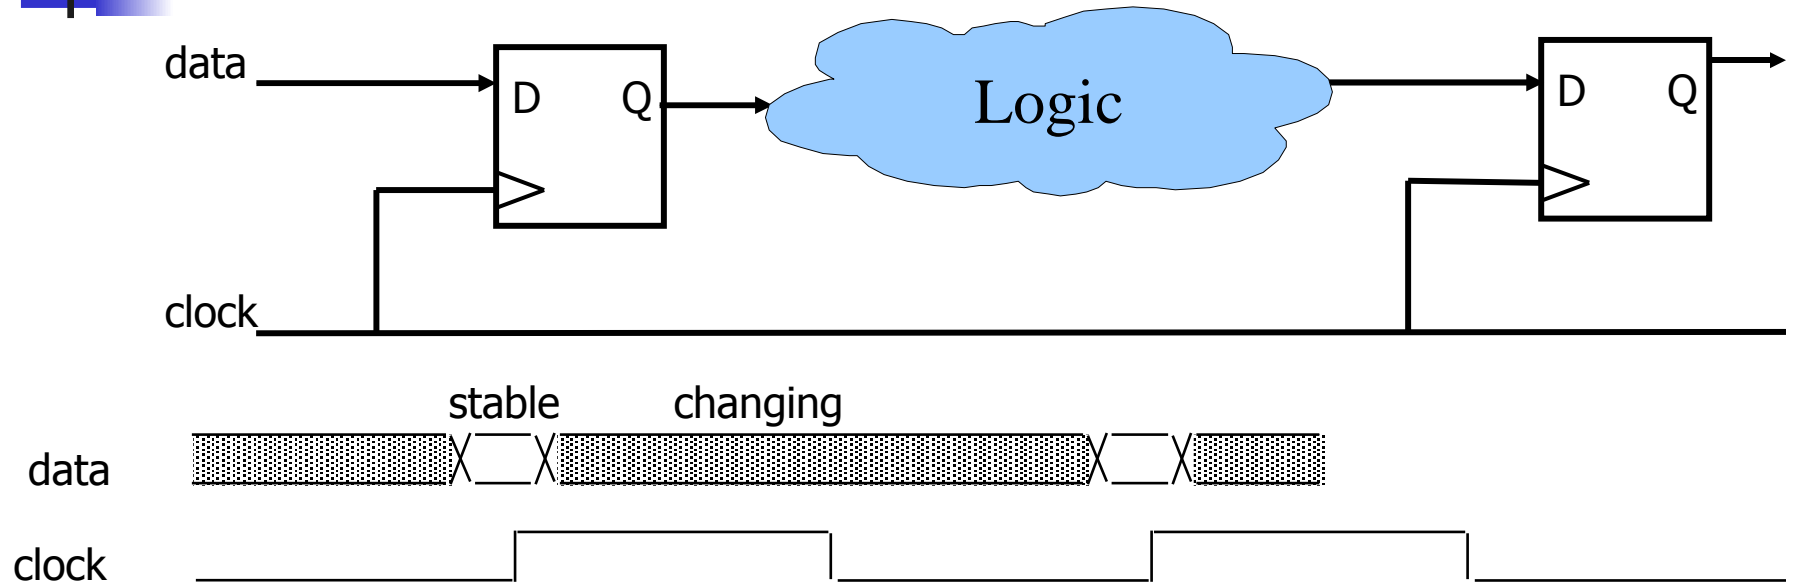 data
D Q
Logic
D Q
clock
stable changing
data
clock